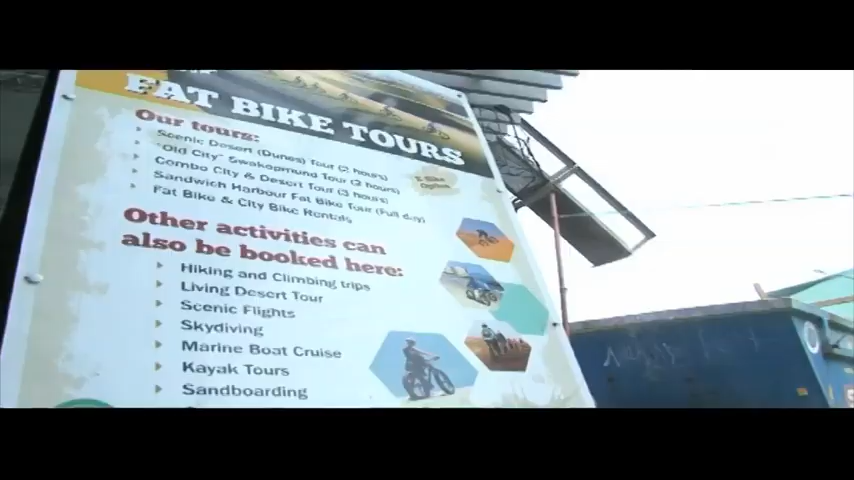 FAT BIKE TOURS
Our tours:
Scenic Desert (Dunes) Tour (2 hours)
"Old City" Swakopmund Tour (2 hours)
Combo City & Desert Tour (3 hours)
Sandwich Harbour Fat Bike Tour (Full day)
Fat Bike & City Bike Rentals
E-Bike
Option
Other activities can
also be booked here:
Hiking and Climbing trips
Living Desert Tour
Scenic Flights
Skydiving
Marine Boat Cruise
Kayak Tours
Sandboarding